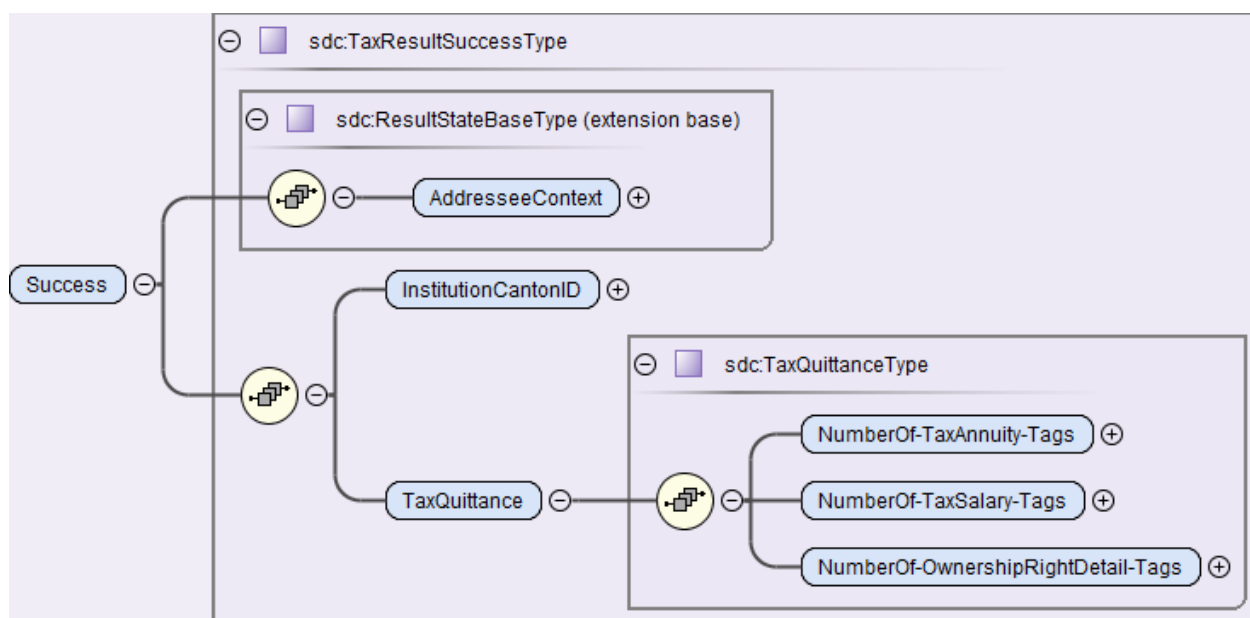 sdc:TaxResultSuccessType
sdc:ResultStateBaseType (extension base)
AddresseeContext
Success
InstitutionCantonID
sdc:TaxQuittanceType
NumberOf-TaxAnnuity-Tags
TaxQuittance
NumberOf-TaxSalary-Tags
NumberOf-OwnershipRightDetail-Tags